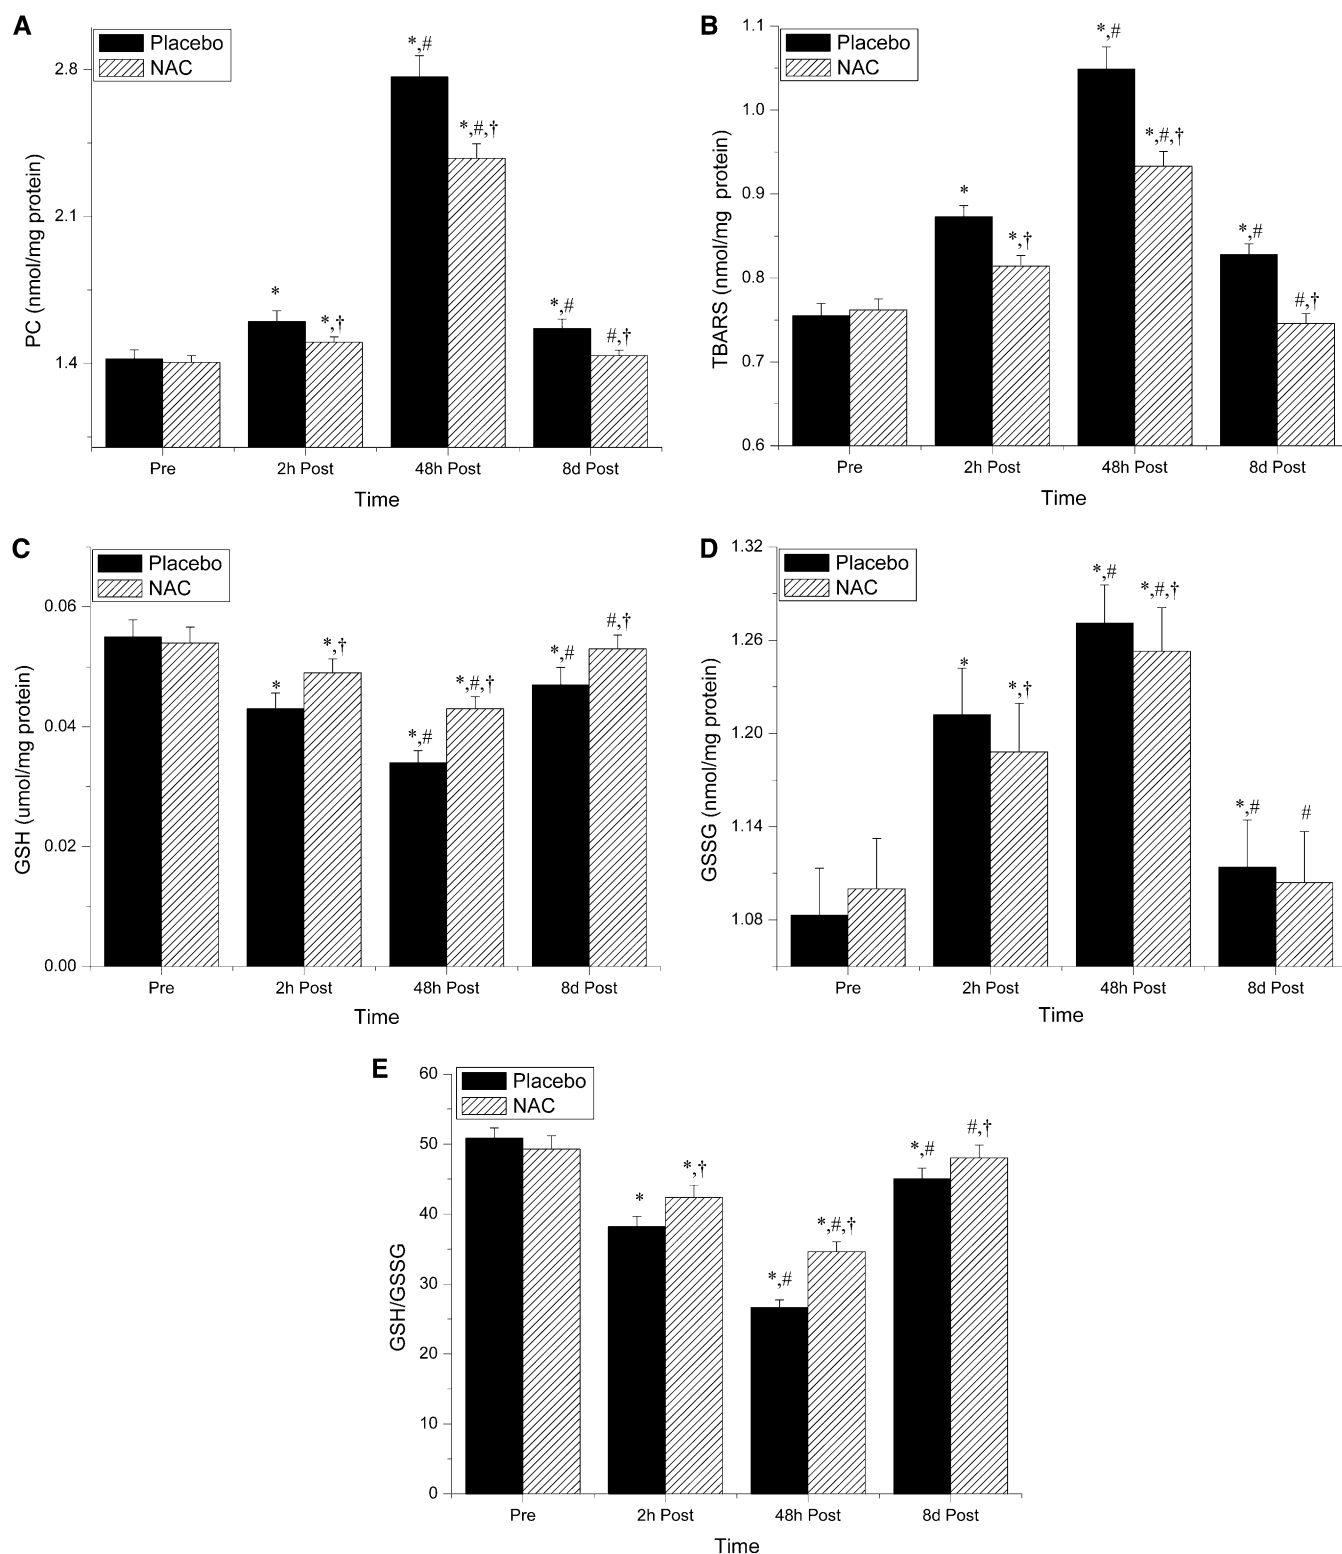 A
Placebo
NAC
PC (nmol/mg protein)
2.8
2.1
1.4
*
*,†
*,#
*,#,†
*,#
#,†
Pre
2h Post
48h Post
8d Post
Time
B
Placebo
NAC
TBARS (nmol/mg protein)
1.1
1.0
0.9
0.8
0.7
0.6
*
*,†
*,#
*,#,†
*,#
#,†
Pre
2h Post
48h Post
8d Post
Time
C
Placebo
NAC
GSH (umol/mg protein)
0.06
0.04
0.02
0.00
*
*,†
*,#
*,#,†
*,#
#,†
Pre
2h Post
48h Post
8d Post
Time
D
Placebo
NAC
GSSG (nmol/mg protein)
1.32
1.26
1.20
1.14
1.08
*
*,†
*,#
*,#,†
*,#
#
Pre
2h Post
48h Post
8d Post
Time
E
Placebo
NAC
GSH/GSSG
60
50
40
30
20
10
0
*
*,†
*,#
*,#,†
*,#
#,†
Pre
2h Post
48h Post
8d Post
Time